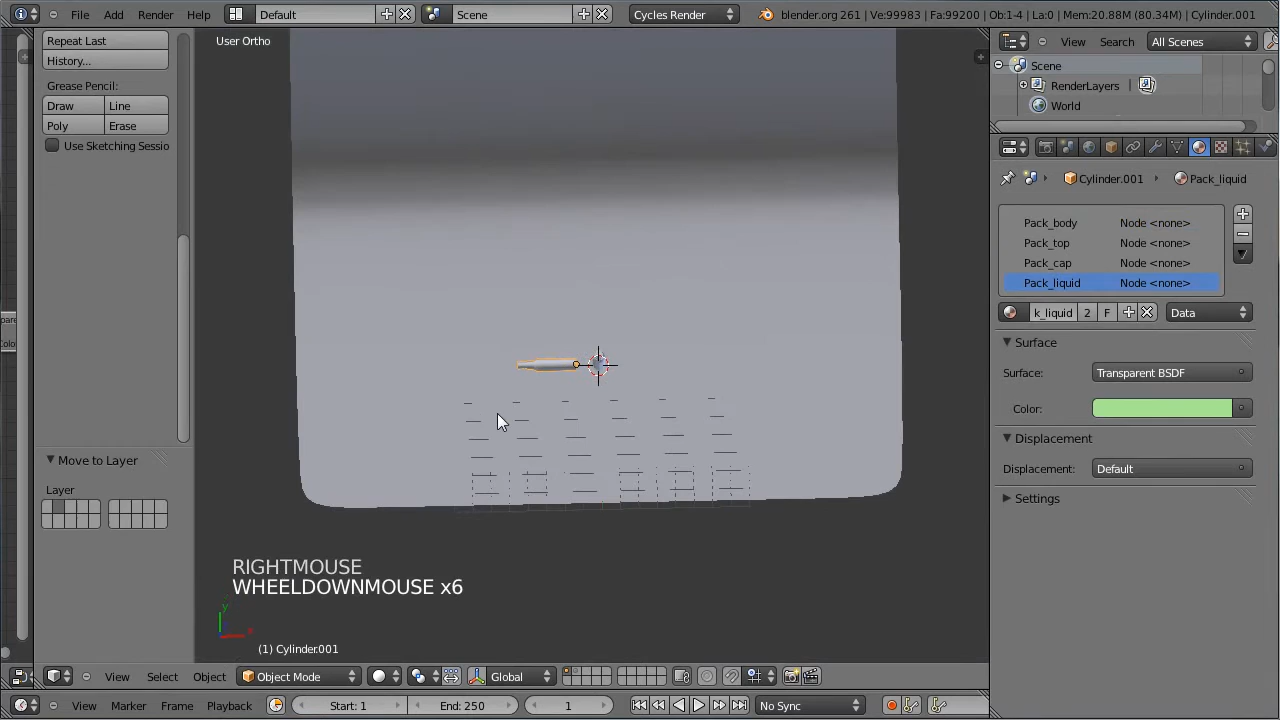 File Add Render Help Default Scene Cycles Render blender.org 261 | Ve:99983 | Fa:99200 | Ob:1-4 | La:0 | Mem:20.88M (80.34M) | Cylinder.001
Repeat Last
History...
Grease Pencil:
Draw Line
Poly Erase
Use Sketching Sessio
Move to Layer
Layer
User Ortho
RIGHTMOUSE
WHEELDOWNMOUSE x6
y
x
(1) Cylinder.001
View Search All Scenes
Scene
RenderLayers
World
Cylinder.001 Pack_liquid
Pack_body Node <none>
Pack_top Node <none>
Pack_cap Node <none>
Pack_liquid Node <none>
k_liquid 2 F Data
Surface
Surface: Transparent BSDF
Color:
Displacement
Displacement: Default
Settings
View Select Object Object Mode Global
View Marker Frame Playback Start: 1 End: 250 1 No Sync